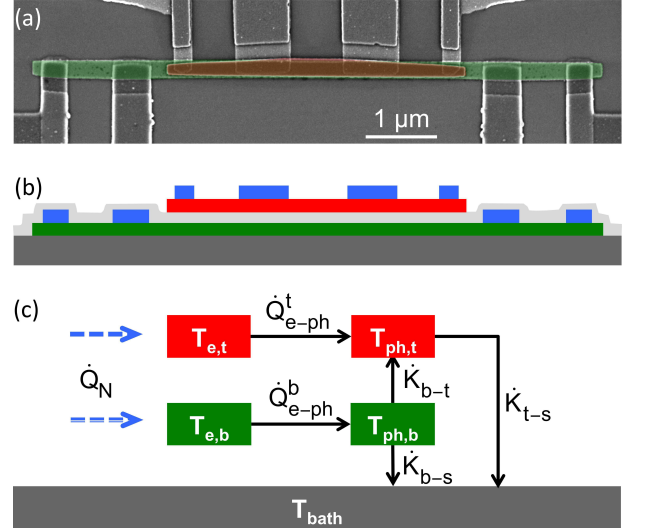 (a)
1 μm
(b)
(c)
Q̇ᵗe−ph
Te,t
Tph,t
Q̇N
K̇b−t
K̇t−s
Q̇ᵇe−ph
Te,b
Tph,b
K̇b−s
Tbath